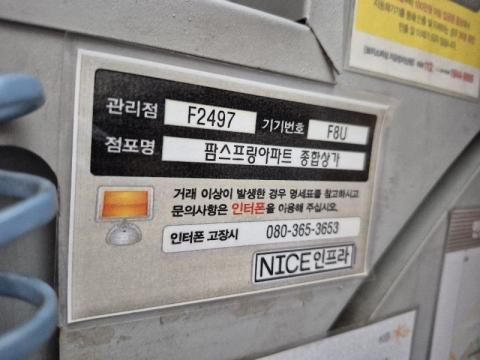 관리점 F2497 기기번호 F8U
점포명 팜스프링아파트 종합상가
거래 이상이 발생한 경우 명세표를 참고하시고
문의사항은 인터폰을 이용해 주십시오.
인터폰 고장시 080-365-3653
NICE인프라